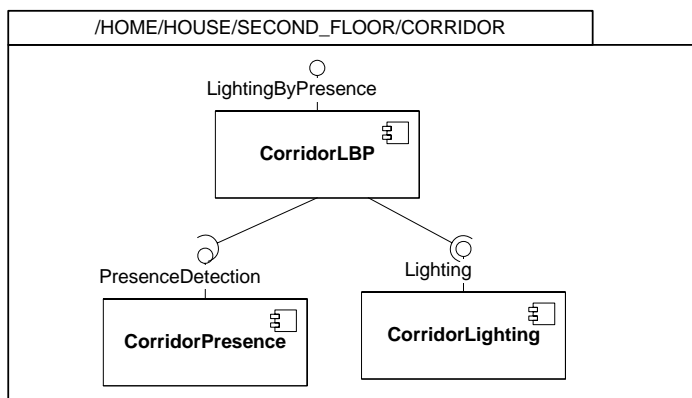 /HOME/HOUSE/SECOND_FLOOR/CORRIDOR
LightingByPresence
CorridorLBP
PresenceDetection
Lighting
CorridorPresence
CorridorLighting